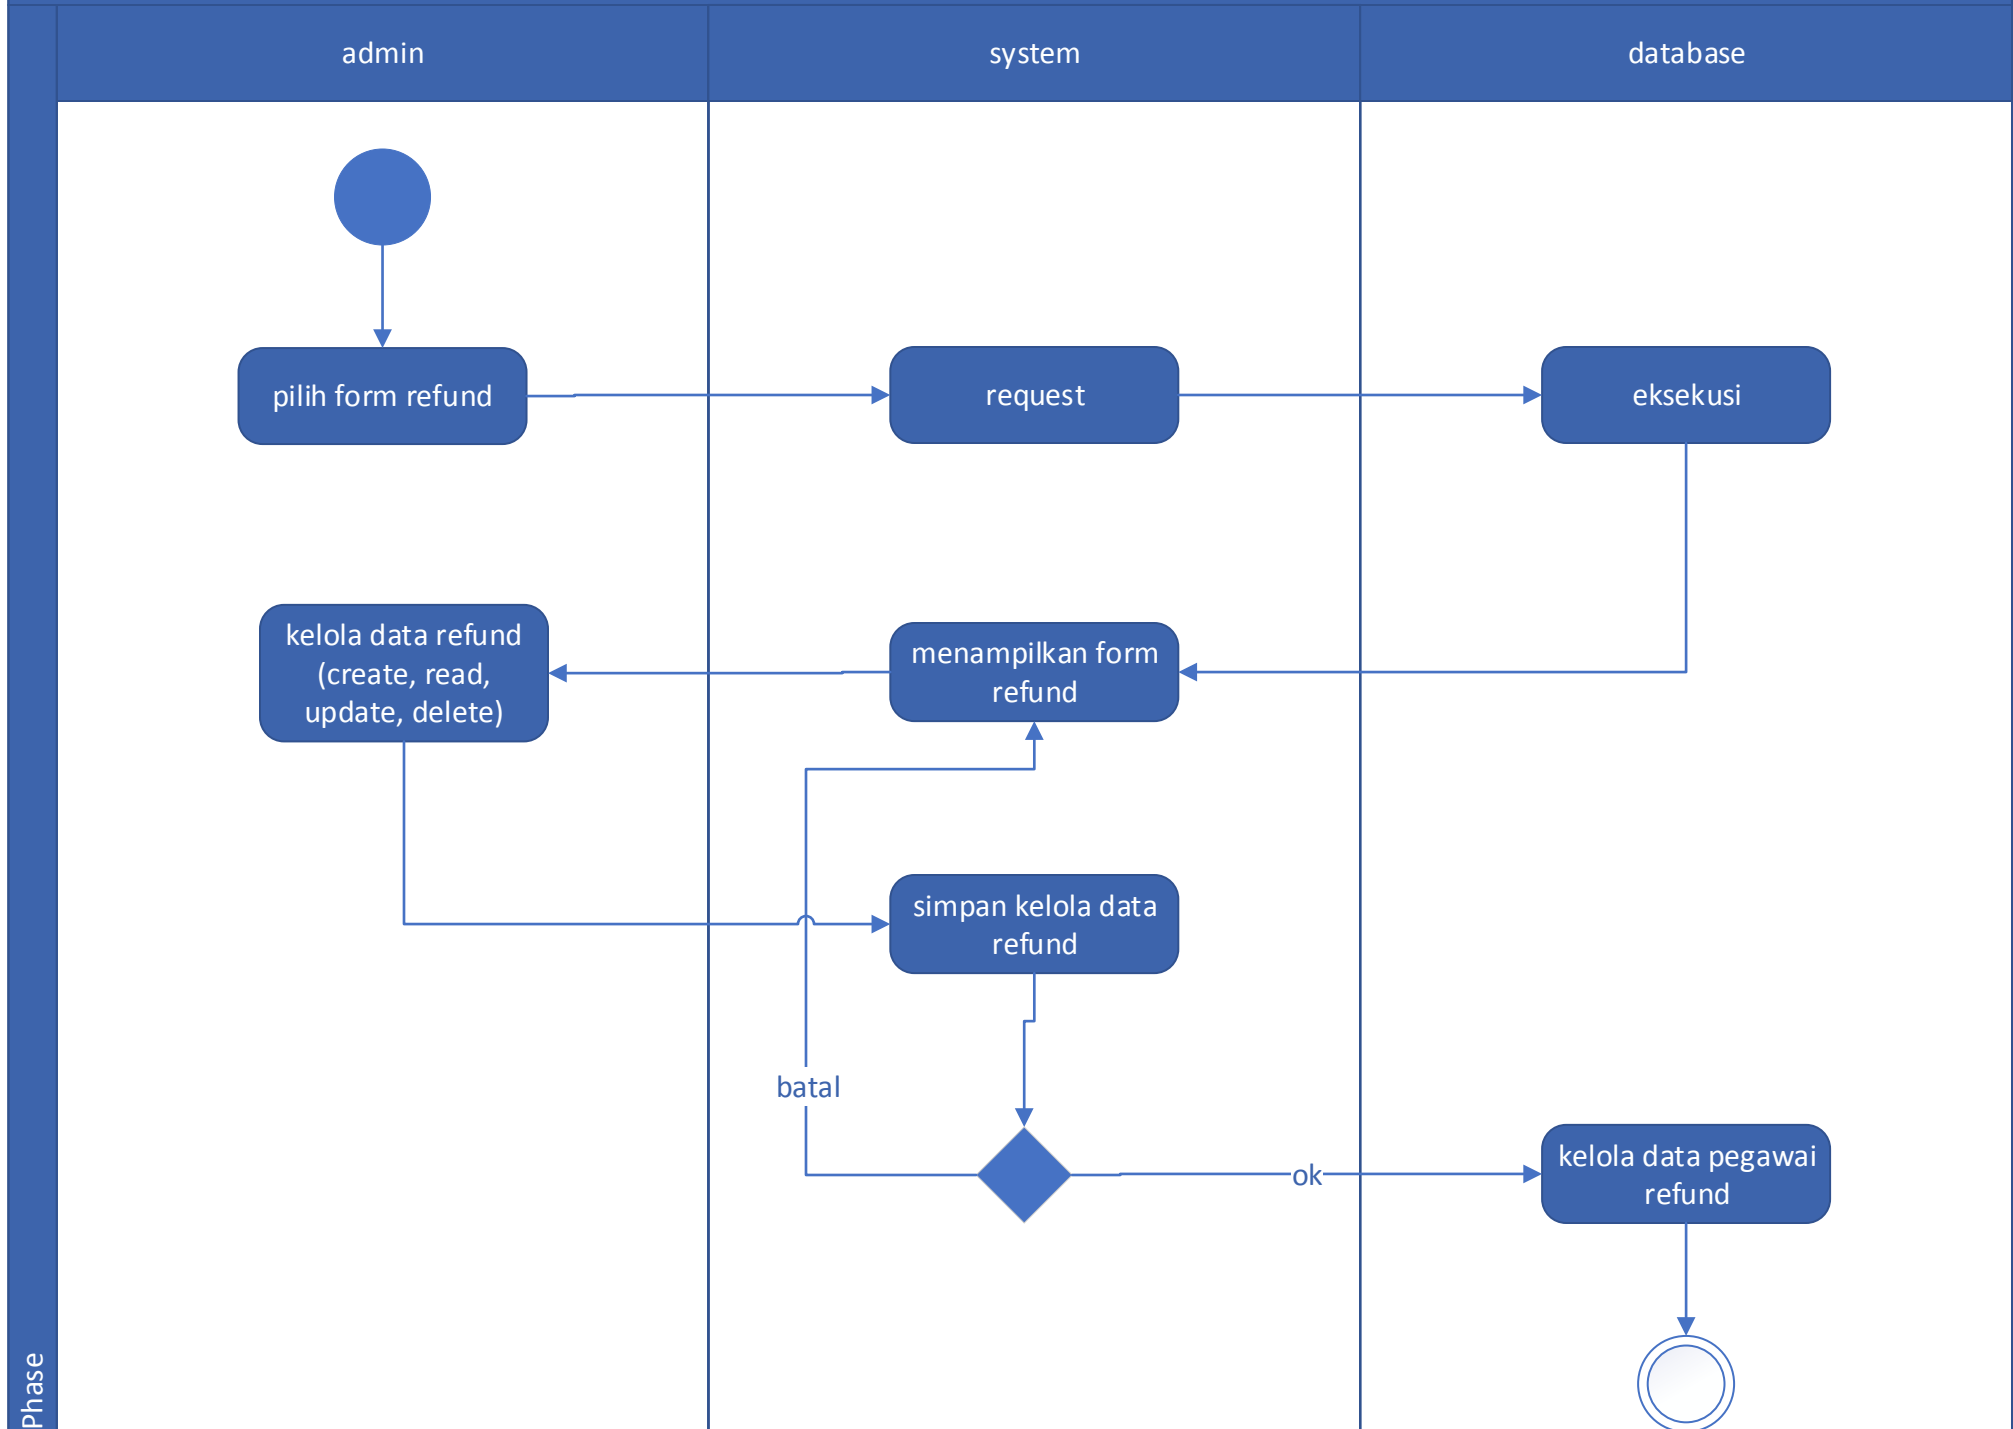 admin
system
database
pilih form refund
request
eksekusi
kelola data refund
(create, read,
update, delete)
menampilkan form
refund
simpan kelola data
refund
batal
ok
kelola data pegawai
refund
Phase